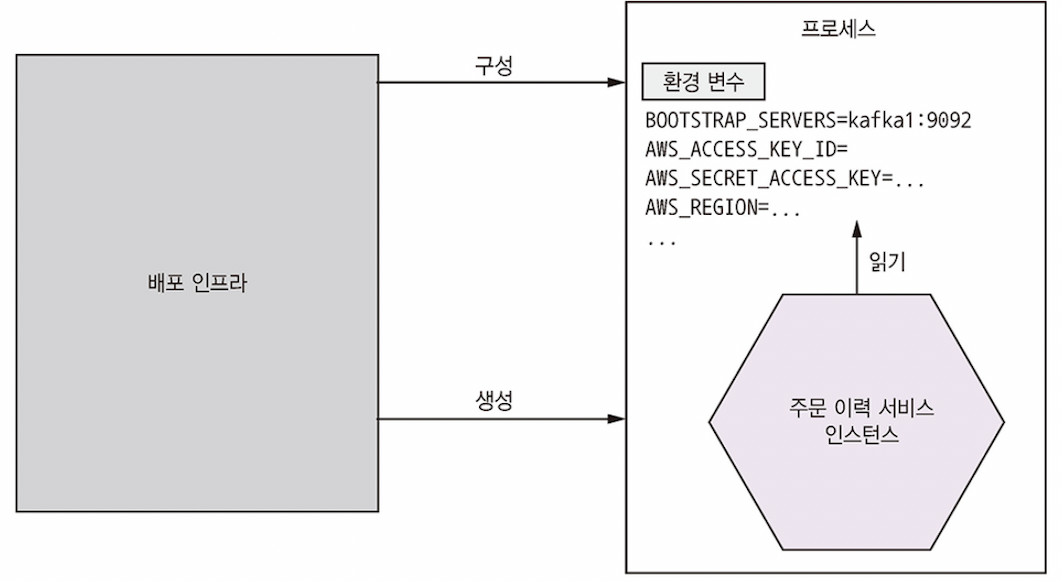 프로세스
구성
환경 변수
BOOTSTRAP_SERVERS=kafka1:9092
AWS_ACCESS_KEY_ID=
AWS_SECRET_ACCESS_KEY=...
AWS_REGION=...
...
읽기
배포 인프라
생성
주문 이력 서비스
인스턴스